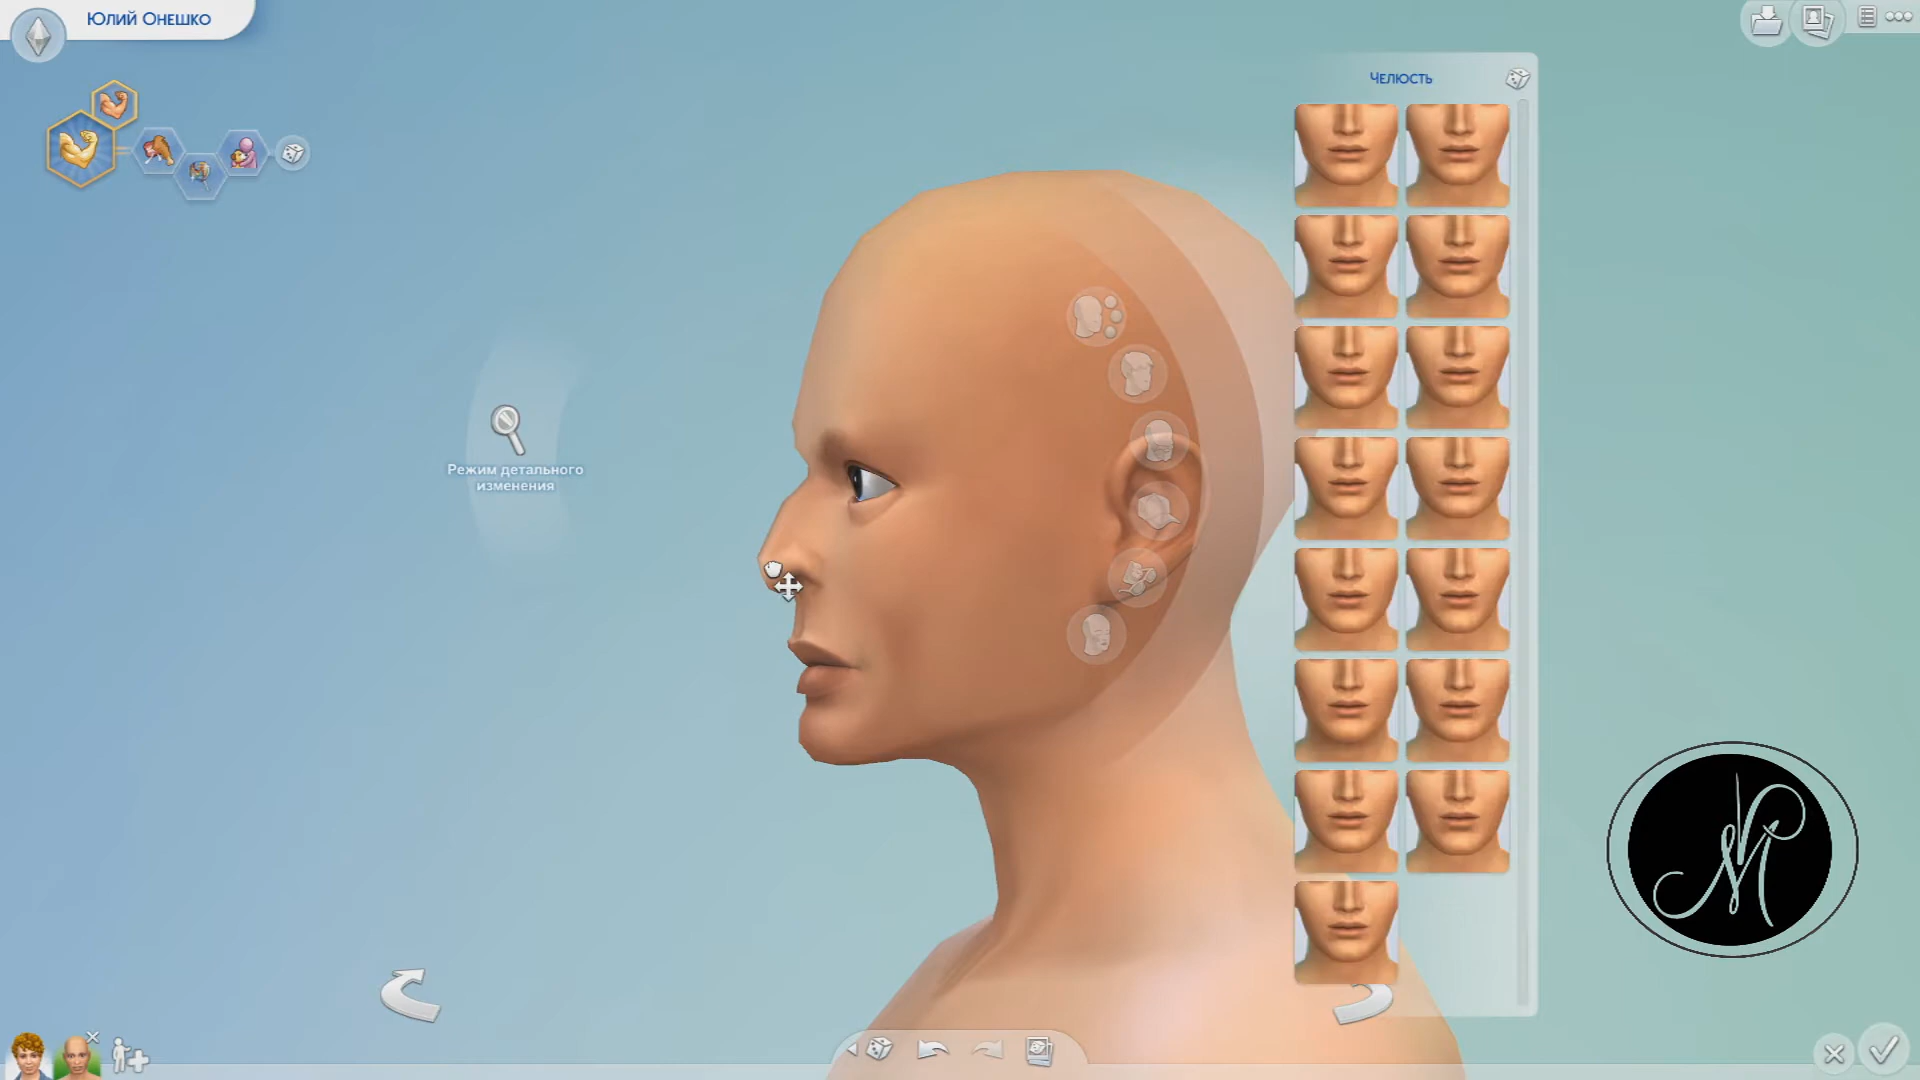 Юлий Онешко
Челюсть
Режим детального
изменения